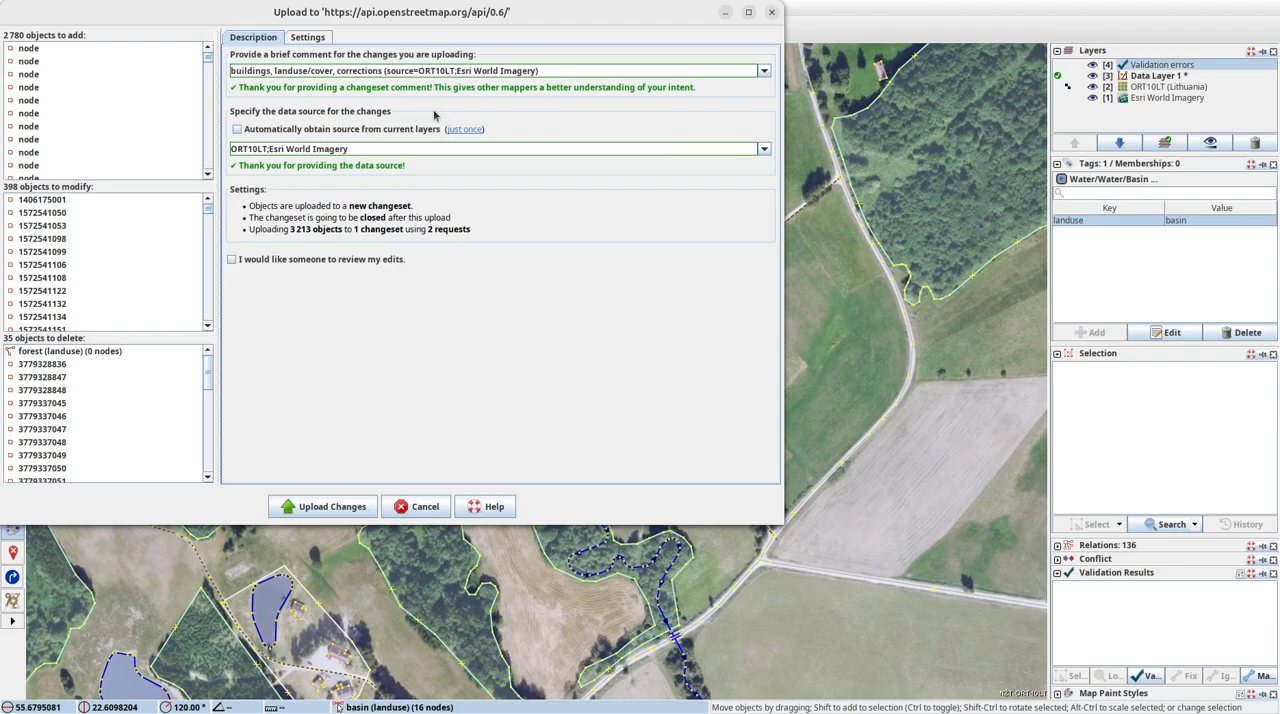 Upload to 'https://api.openstreetmap.org/api/0.6/'
2 780 objects to add:
node
node
node
node
node
node
node
node
node
node
398 objects to modify:
1406175001
1572541050
1572541053
1572541098
1572541099
1572541106
1572541108
1572541122
1572541132
1572541134
1572541151
35 objects to delete:
forest (landuse) (0 nodes)
3779328836
3779328847
3779328848
3779337045
3779337046
3779337047
3779337048
3779337049
3779337050
3779337051
Description
Settings
Provide a brief comment for the changes you are uploading:
buildings, landuse/cover, corrections (source=ORT10LT;Esri World Imagery)
✓ Thank you for providing a changeset comment! This gives other mappers a better understanding of your intent.
Specify the data source for the changes
Automatically obtain source from current layers (just once)
ORT10LT;Esri World Imagery
✓ Thank you for providing the data source!
Settings:
• Objects are uploaded to a new changeset.
• The changeset is going to be closed after this upload
• Uploading 3 213 objects to 1 changeset using 2 requests
I would like someone to review my edits.
Upload Changes
Cancel
Help
Layers
[4] Validation errors
[3] Data Layer 1 *
[2] ORT10LT (Lithuania)
[1] Esri World Imagery
Tags: 1 / Memberships: 0
Water/Water/Basin ...
Key Value
landuse basin
Add
Edit
Delete
Selection
Select
Search
History
Relations: 136
Conflict
Validation Results
Sel...
Lo...
Va...
Fix
Ig...
Ma...
Map Paint Styles
55.6795081
22.6098204
120.00 °
--
--
basin (landuse) (16 nodes)
Move objects by dragging; Shift to add to selection (Ctrl to toggle); Shift-Ctrl to rotate selected; Alt-Ctrl to scale selected; or change selection